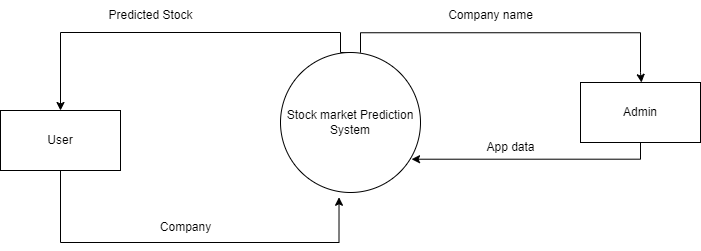 Predicted Stock
Company name
Stock market Prediction
System
User
Admin
App data
Company